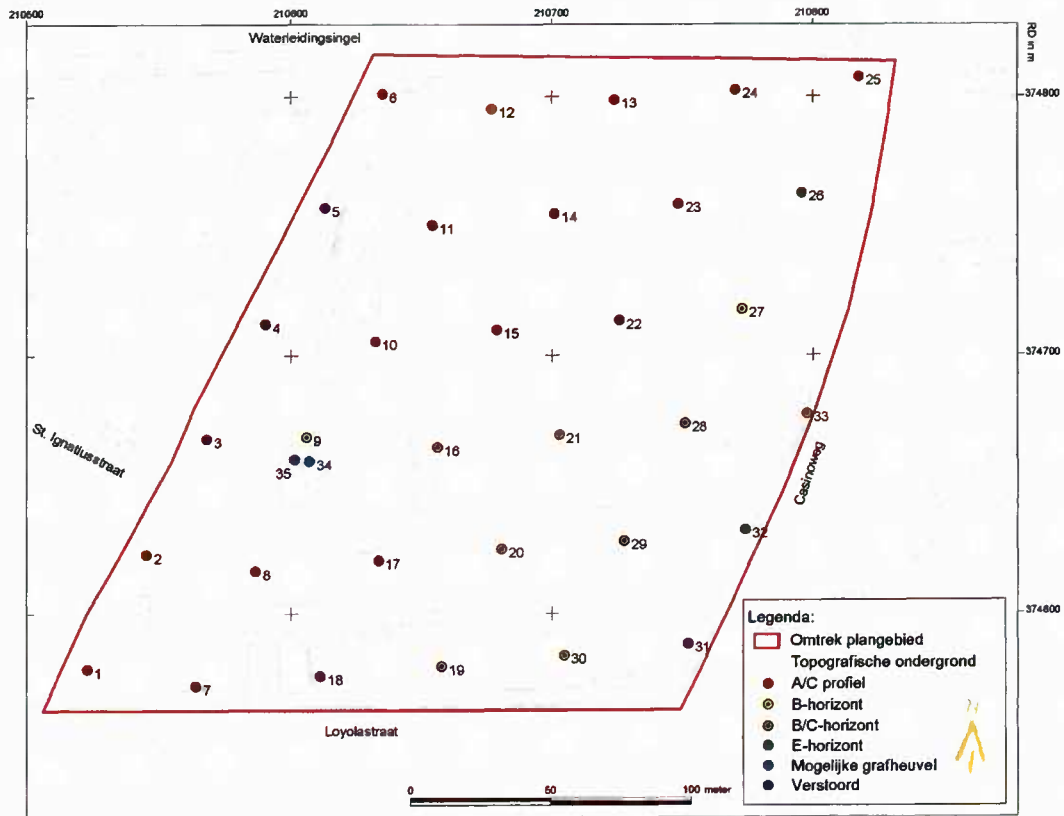 210500
210600
210700
210800
RD in m
Waterleidingsingel
25
24
6
13
12
374800
26
5
23
14
11
27
22
4
15
10
374700
33
28
21
3
9
16
St. Ignatiusstraat
35
34
Casinoweg
32
29
20
2
17
8
374600
31
30
19
1
18
7
Loyolastraat
Legenda:
Omtrek plangebied
Topografische ondergrond
A/C profiel
B-horizont
B/C-horizont
E-horizont
Mogelijke grafheuvel
Verstoord
N
0
50
100 meter